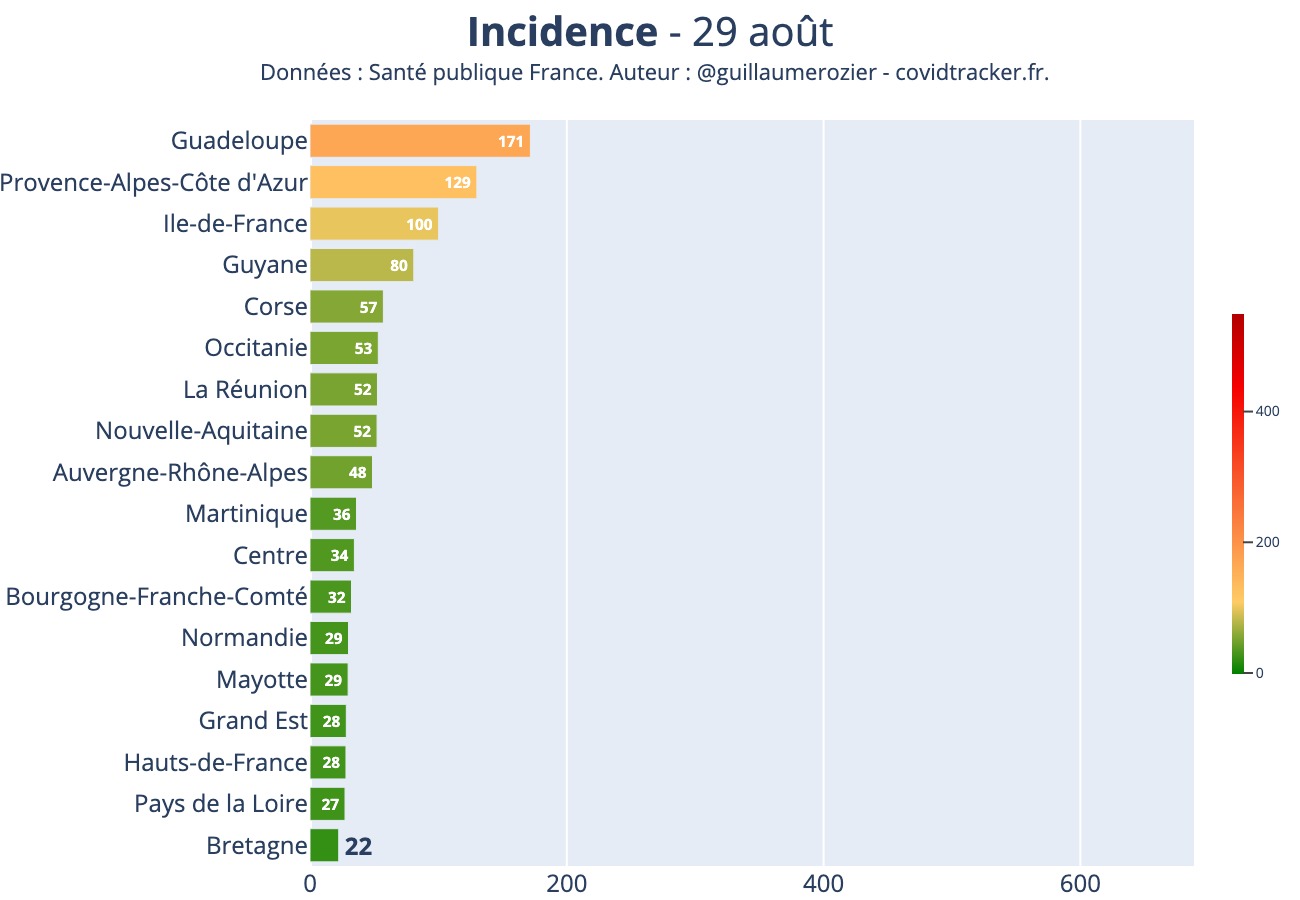 Incidence - 29 août
Données : Santé publique France. Auteur : @guillaumerozier - covidtracker.fr.
Guadeloupe 171
Provence-Alpes-Côte d'Azur 129
Ile-de-France 100
Guyane 80
Corse 57
Occitanie 53
La Réunion 52
Nouvelle-Aquitaine 52
Auvergne-Rhône-Alpes 48
Martinique 36
Centre 34
Bourgogne-Franche-Comté 32
Normandie 29
Mayotte 29
Grand Est 28
Hauts-de-France 28
Pays de la Loire 27
Bretagne 22
0 200 400 600
400
200
0